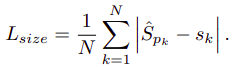 L_{size} = \frac{1}{N} \sum_{k=1}^{N} \left| \hat{S}_{p_k} - s_k \right| .